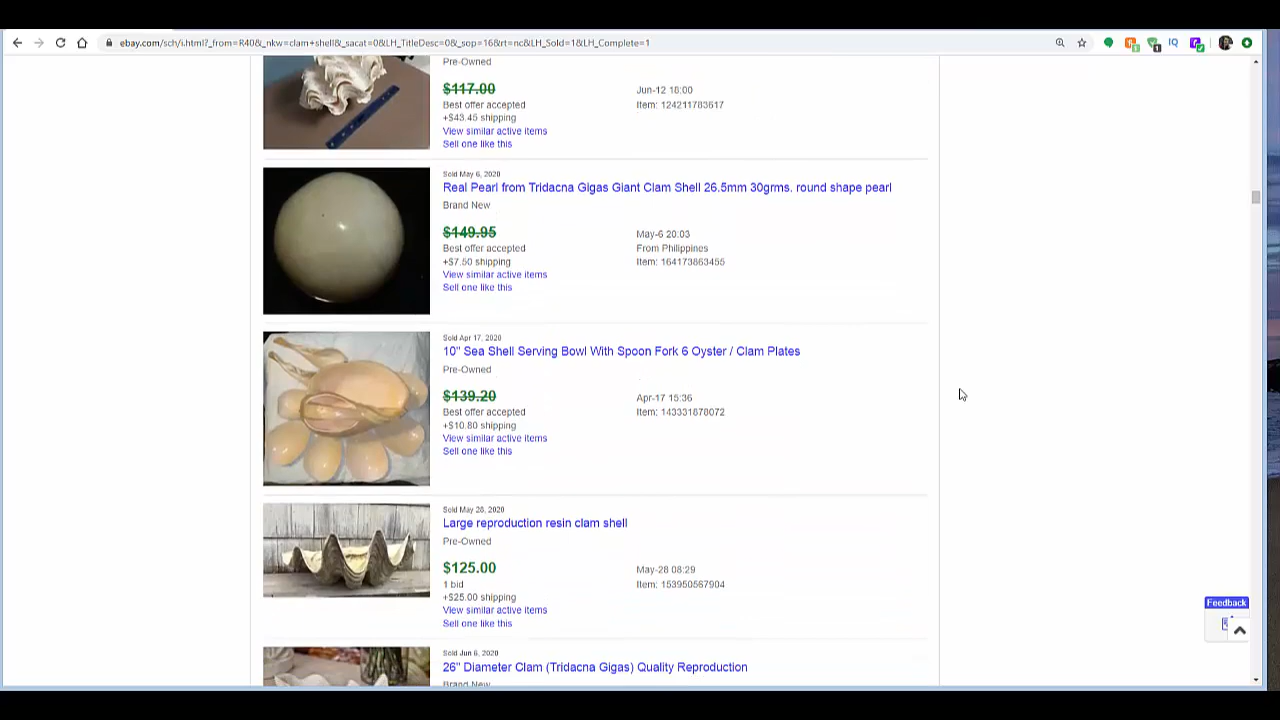 ebay.com/sch/i.html?_from=R40&_nkw=clam+shell&_sacat=0&LH_TitleDesc=0&_sop=16&rt=nc&LH_Sold=1&LH_Complete=1
Pre-Owned
$117.00
Jun-12 18:00
Best offer accepted
Item: 124211783617
+$43.45 shipping
View similar active items
Sell one like this
Sold May 6, 2020
Real Pearl from Tridacna Gigas Giant Clam Shell 26.5mm 30grms. round shape pearl
Brand New
$149.95
May-6 20:03
Best offer accepted
From Philippines
+$7.50 shipping
Item: 164173863455
View similar active items
Sell one like this
Sold Apr 17, 2020
10" Sea Shell Serving Bowl With Spoon Fork 6 Oyster / Clam Plates
Pre-Owned
$139.20
Apr-17 15:36
Best offer accepted
Item: 143331878072
+$10.80 shipping
View similar active items
Sell one like this
Sold May 28, 2020
Large reproduction resin clam shell
Pre-Owned
$125.00
May-28 08:29
1 bid
Item: 153950567904
+$25.00 shipping
View similar active items
Sell one like this
Feedback
Sold Jun 6, 2020
26" Diameter Clam (Tridacna Gigas) Quality Reproduction
Brand New